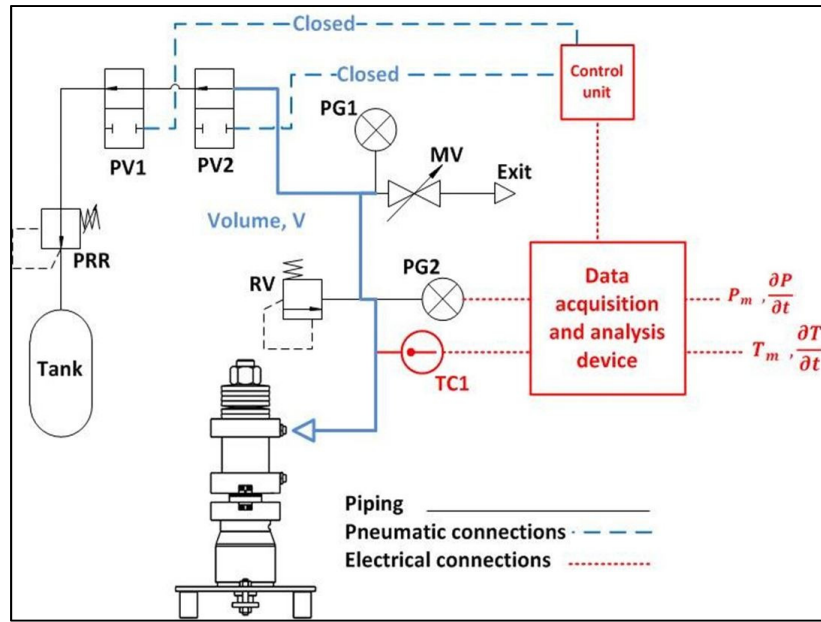 Closed
Closed
Control
unit
PG1
PV1
PV2
MV
Exit
Volume, V
PRR
RV
PG2
Data
acquisition
and analysis
device
P_m , ∂P/∂t
T_m , ∂T/∂t
Tank
TC1
Piping
Pneumatic connections
Electrical connections